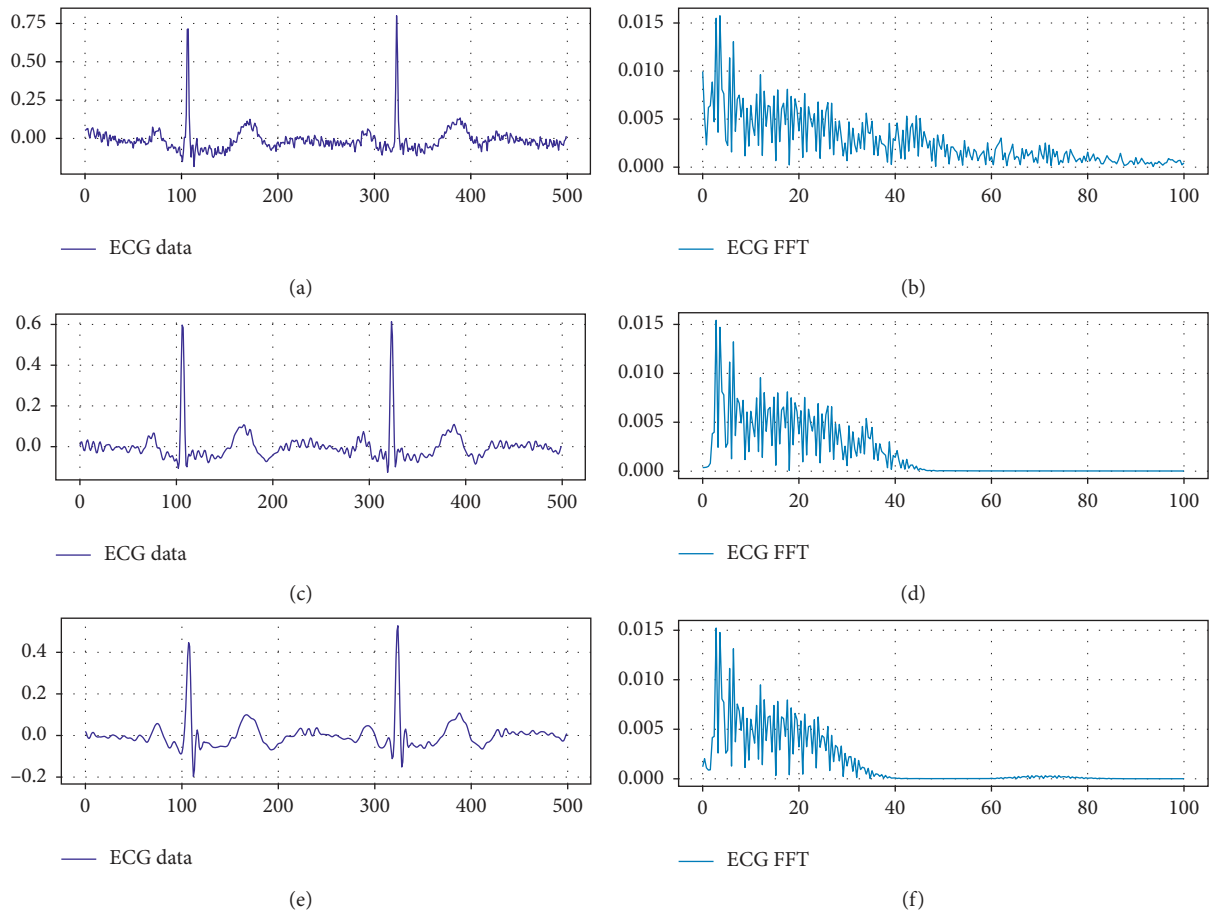 0.75
0.50
0.25
0.00
0 100 200 300 400 500
ECG data
(a)
0.015
0.010
0.005
0.000
0 20 40 60 80 100
ECG FFT
(b)
0.6
0.4
0.2
0.0
0 100 200 300 400 500
ECG data
(c)
0.015
0.010
0.005
0.000
0 20 40 60 80 100
ECG FFT
(d)
0.4
0.2
0.0
−0.2
0 100 200 300 400 500
ECG data
(e)
0.015
0.010
0.005
0.000
0 20 40 60 80 100
ECG FFT
(f)